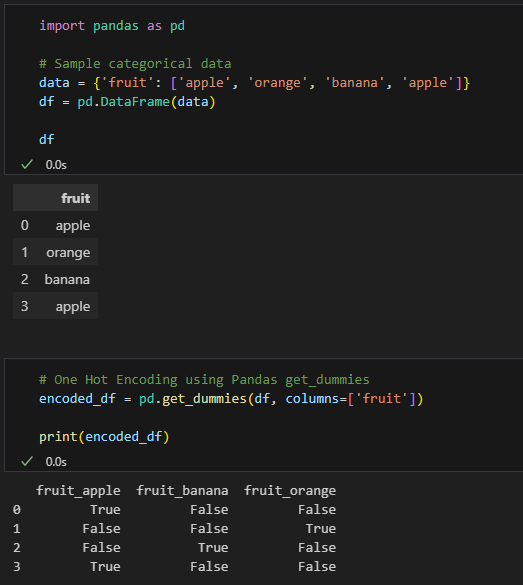 import pandas as pd
# Sample categorical data
data = {'fruit': ['apple', 'orange', 'banana', 'apple']}
df = pd.DataFrame(data)
df
0.0s
fruit
0 apple
1 orange
2 banana
3 apple
# One Hot Encoding using Pandas get_dummies
encoded_df = pd.get_dummies(df, columns=['fruit'])
print(encoded_df)
0.0s
fruit_apple fruit_banana fruit_orange
0 True False False
1 False False True
2 False True False
3 True False False